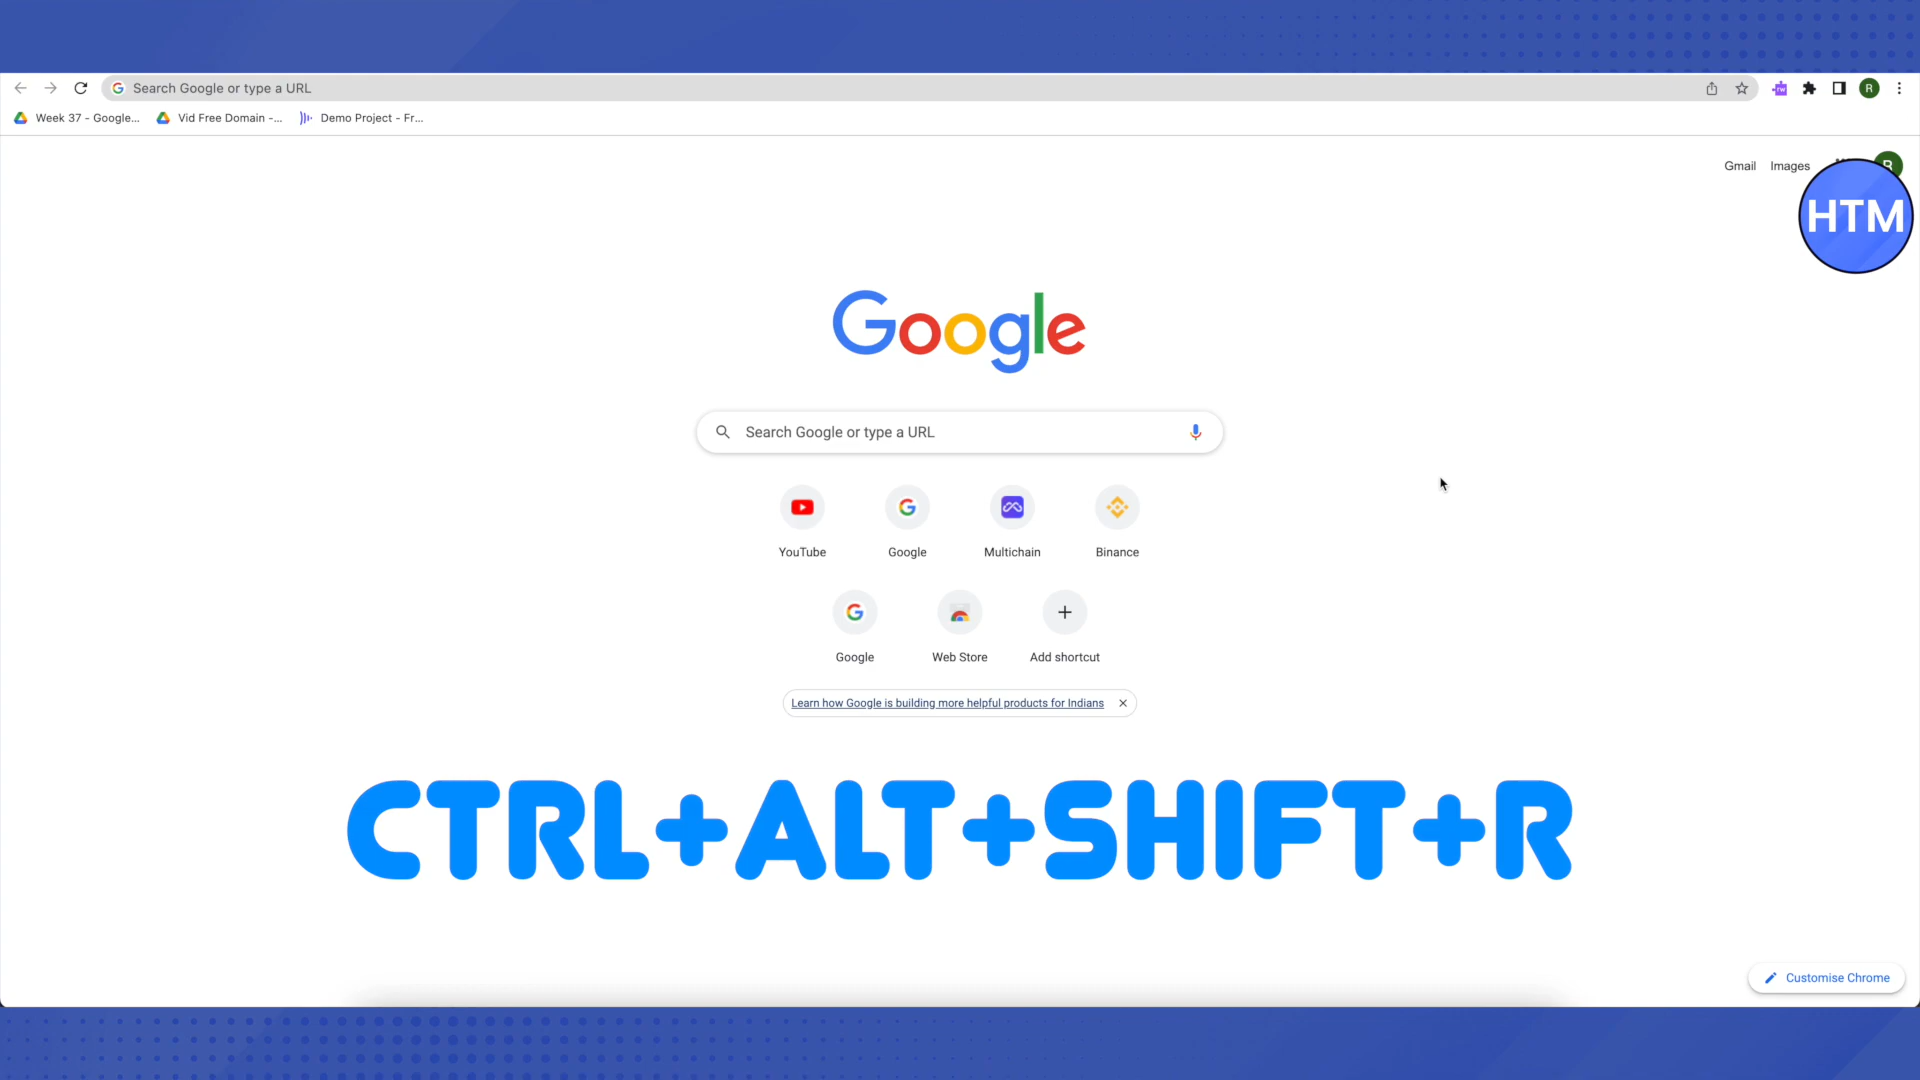 Search Google or type a URL
rw
R
Week 37 - Google...
Vid Free Domain -...
Demo Project - Fr...
Gmail
Images
HTM
Google
Search Google or type a URL
YouTube
Google
Multichain
Binance
Google
Web Store
Add shortcut
Learn how Google is building more helpful products for Indians
CTRL+ALT+SHIFT+R
Customise Chrome